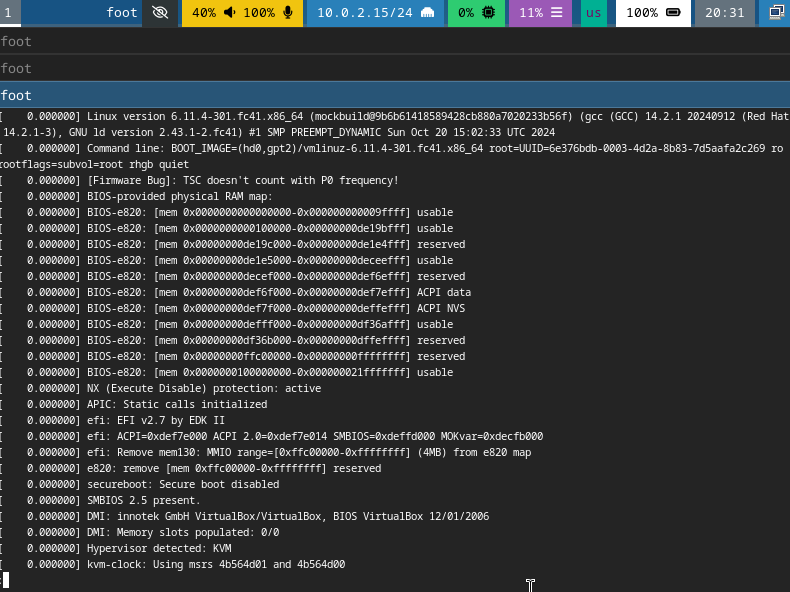 1 foot 40% 100% 10.0.2.15/24 0% 11% us 100% 20:31
foot
foot
foot
[    0.000000] Linux version 6.11.4-301.fc41.x86_64 (mockbuild@9b6b61418589428cb880a7020233b56f) (gcc (GCC) 14.2.1 20240912 (Red Hat
14.2.1-3), GNU ld version 2.43.1-2.fc41) #1 SMP PREEMPT_DYNAMIC Sun Oct 20 15:02:33 UTC 2024
[    0.000000] Command line: BOOT_IMAGE=(hd0,gpt2)/vmlinuz-6.11.4-301.fc41.x86_64 root=UUID=6e376bdb-0003-4d2a-8b83-7d5aafa2c269 ro
rootflags=subvol=root rhgb quiet
[    0.000000] [Firmware Bug]: TSC doesn't count with P0 frequency!
[    0.000000] BIOS-provided physical RAM map:
[    0.000000] BIOS-e820: [mem 0x0000000000000000-0x000000000009ffff] usable
[    0.000000] BIOS-e820: [mem 0x0000000000100000-0x00000000de19bfff] usable
[    0.000000] BIOS-e820: [mem 0x00000000de19c000-0x00000000de1e4fff] reserved
[    0.000000] BIOS-e820: [mem 0x00000000de1e5000-0x00000000deceefff] usable
[    0.000000] BIOS-e820: [mem 0x00000000decef000-0x00000000def6efff] reserved
[    0.000000] BIOS-e820: [mem 0x00000000def6f000-0x00000000def7efff] ACPI data
[    0.000000] BIOS-e820: [mem 0x00000000def7f000-0x00000000deffefff] ACPI NVS
[    0.000000] BIOS-e820: [mem 0x00000000defff000-0x00000000df36afff] usable
[    0.000000] BIOS-e820: [mem 0x00000000df36b000-0x00000000dffeffff] reserved
[    0.000000] BIOS-e820: [mem 0x00000000ffc00000-0x00000000ffffffff] reserved
[    0.000000] BIOS-e820: [mem 0x0000000100000000-0x000000021fffffff] usable
[    0.000000] NX (Execute Disable) protection: active
[    0.000000] APIC: Static calls initialized
[    0.000000] efi: EFI v2.7 by EDK II
[    0.000000] efi: ACPI=0xdef7e000 ACPI 2.0=0xdef7e014 SMBIOS=0xdeffd000 MOKvar=0xdecfb000
[    0.000000] efi: Remove mem130: MMIO range=[0xffc00000-0xffffffff] (4MB) from e820 map
[    0.000000] e820: remove [mem 0xffc00000-0xffffffff] reserved
[    0.000000] secureboot: Secure boot disabled
[    0.000000] SMBIOS 2.5 present.
[    0.000000] DMI: innotek GmbH VirtualBox/VirtualBox, BIOS VirtualBox 12/01/2006
[    0.000000] DMI: Memory slots populated: 0/0
[    0.000000] Hypervisor detected: KVM
[    0.000000] kvm-clock: Using msrs 4b564d01 and 4b564d00
: